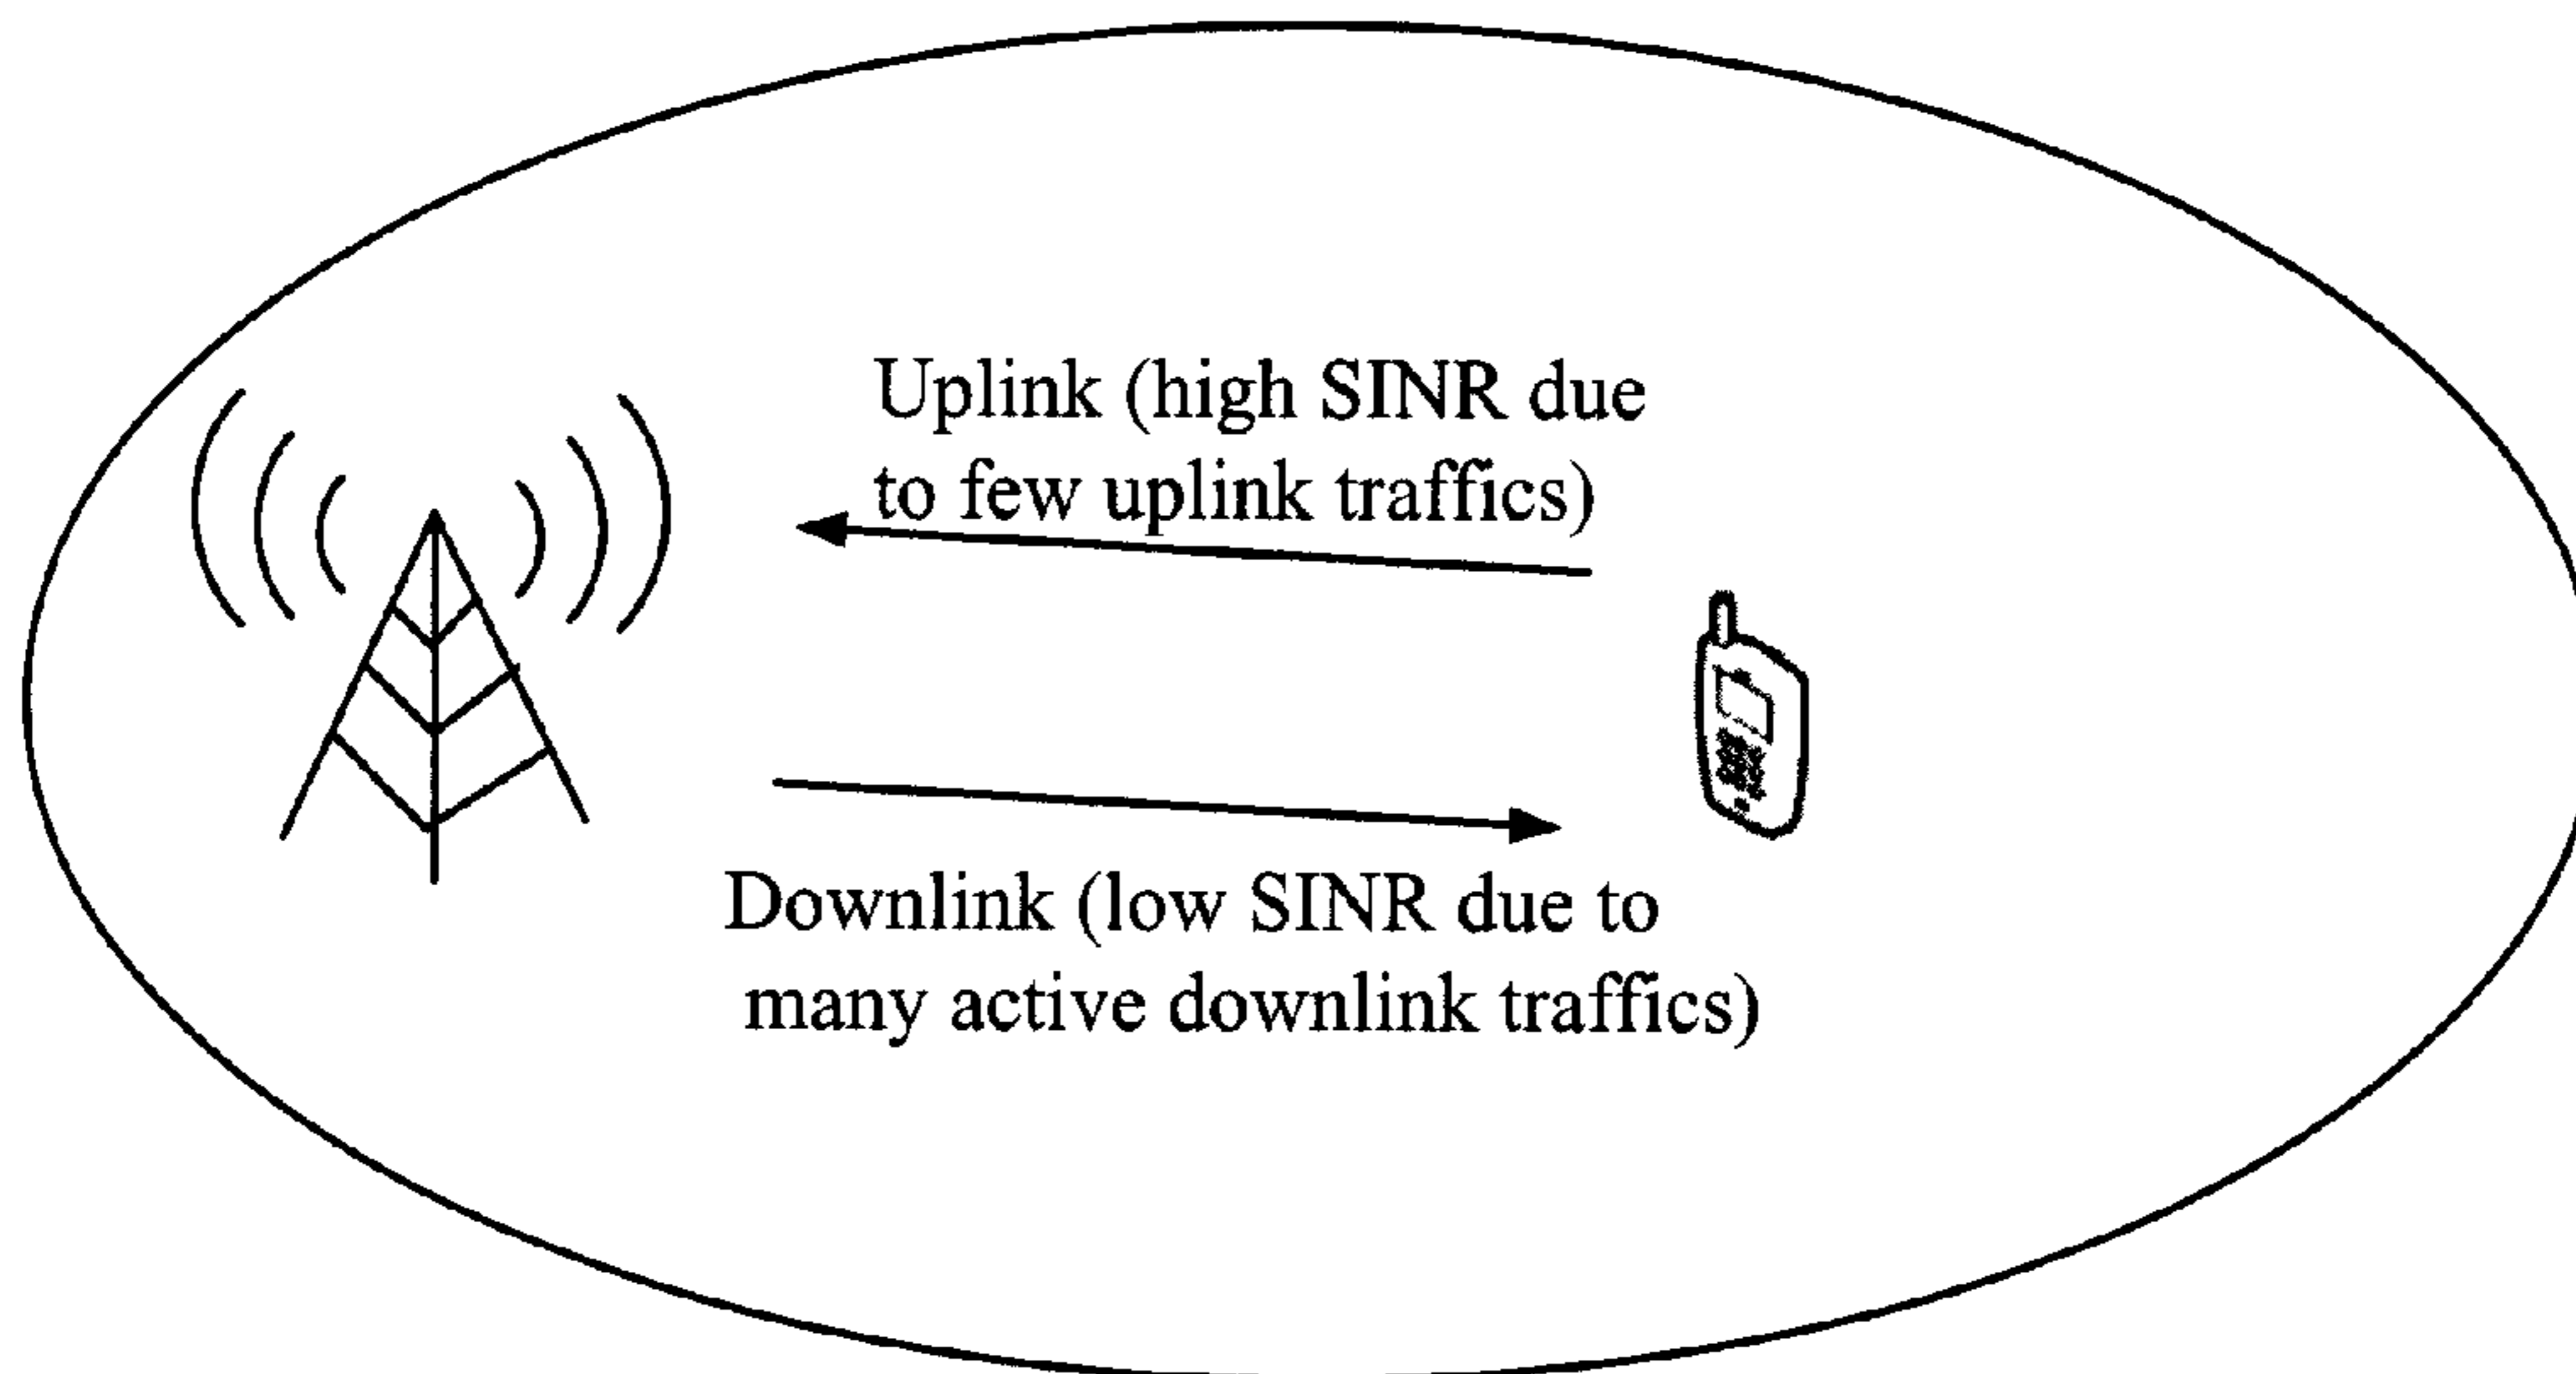 Uplink (high SINR due
to few uplink traffics)
Downlink (low SINR due to
many active downlink traffics)